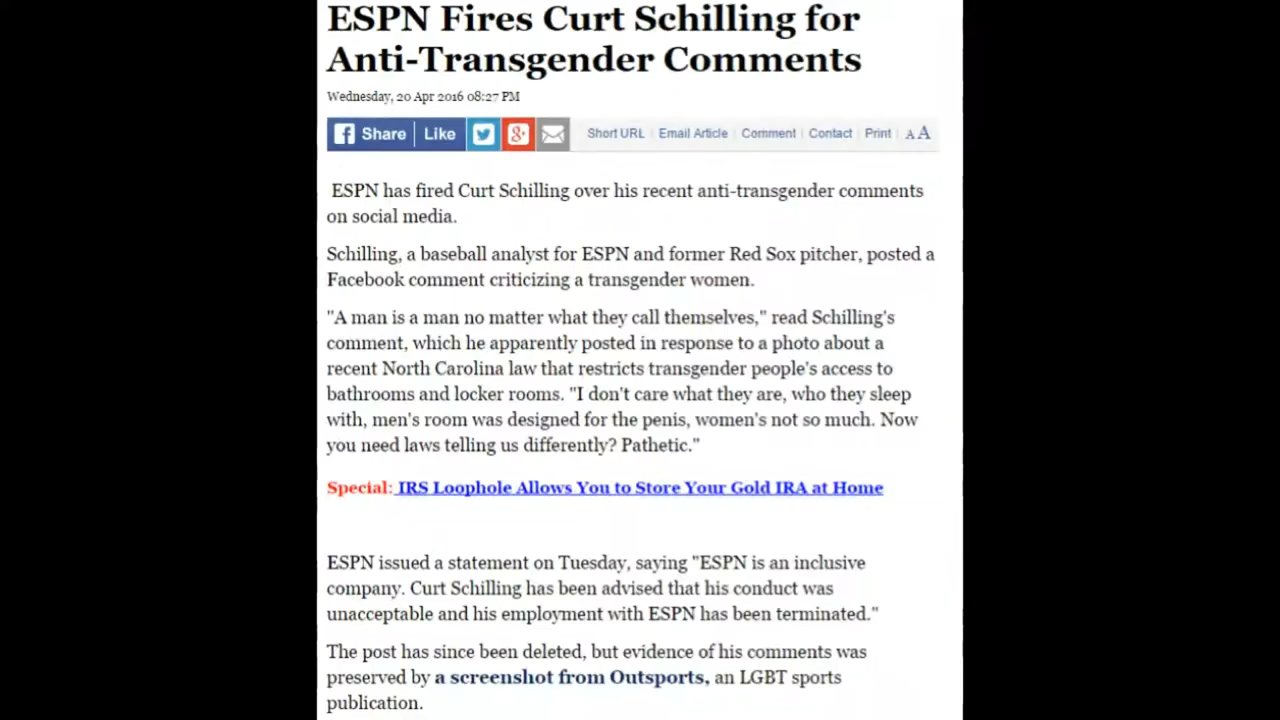 ESPN Fires Curt Schilling for
Anti-Transgender Comments
Wednesday, 20 Apr 2016 08:27 PM
Share Like Short URL Email Article Comment Contact Print A A
ESPN has fired Curt Schilling over his recent anti-transgender comments
on social media.
Schilling, a baseball analyst for ESPN and former Red Sox pitcher, posted a
Facebook comment criticizing a transgender women.
"A man is a man no matter what they call themselves," read Schilling's
comment, which he apparently posted in response to a photo about a
recent North Carolina law that restricts transgender people's access to
bathrooms and locker rooms. "I don't care what they are, who they sleep
with, men's room was designed for the penis, women's not so much. Now
you need laws telling us differently? Pathetic."
Special: IRS Loophole Allows You to Store Your Gold IRA at Home
ESPN issued a statement on Tuesday, saying "ESPN is an inclusive
company. Curt Schilling has been advised that his conduct was
unacceptable and his employment with ESPN has been terminated."
The post has since been deleted, but evidence of his comments was
preserved by a screenshot from Outsports, an LGBT sports
publication.